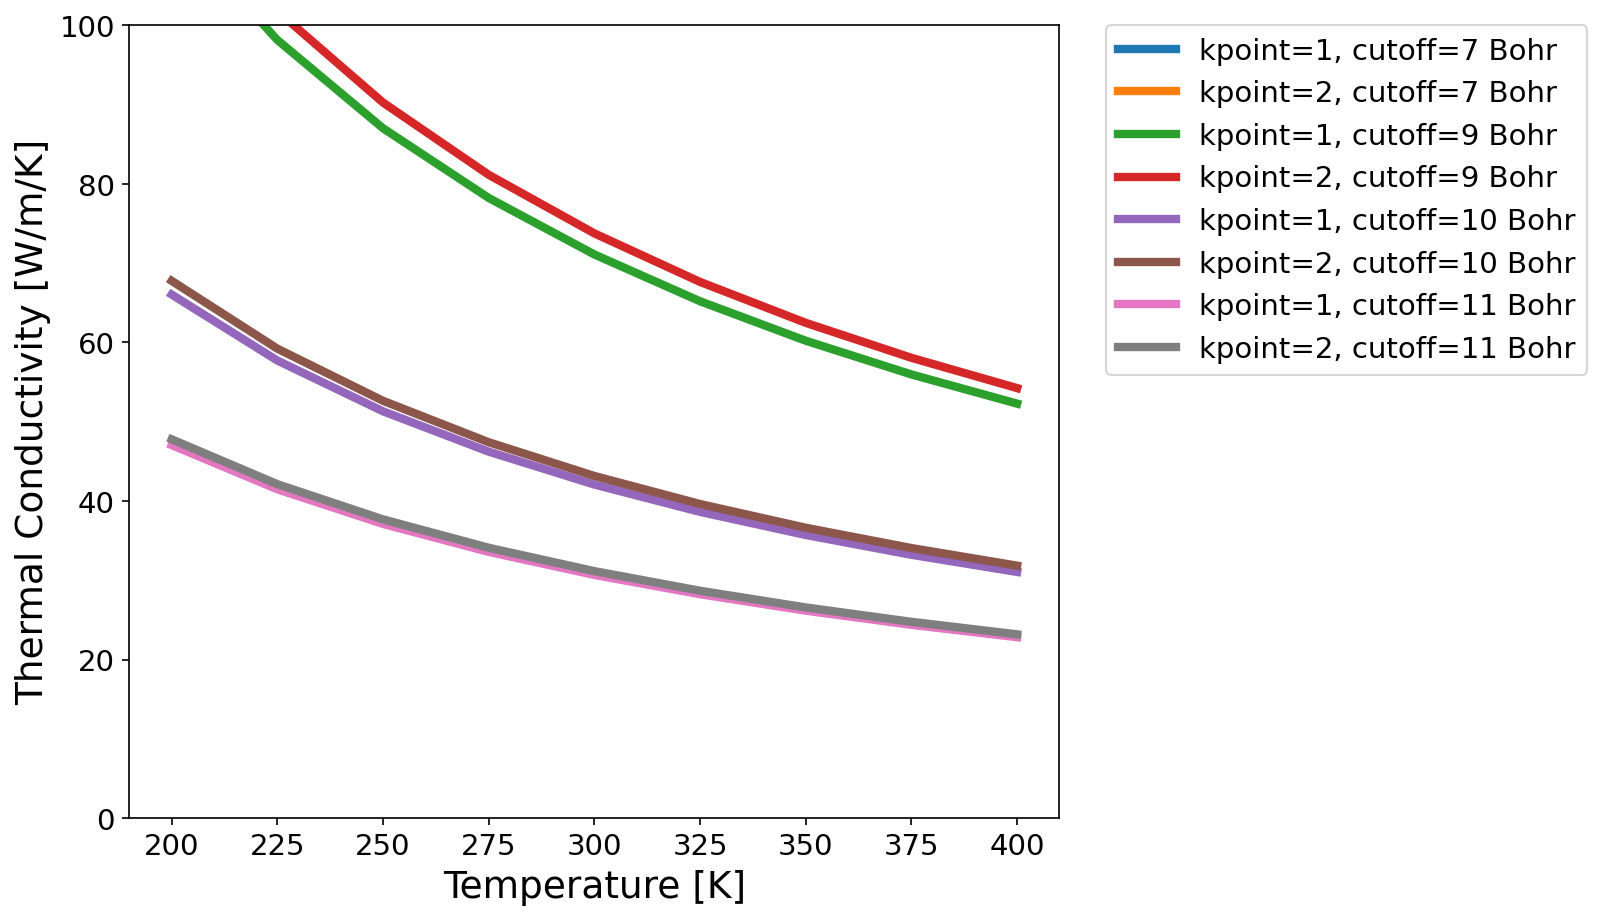 100
80
60
40
20
0
Thermal Conductivity [W/m/K]
200 225 250 275 300 325 350 375 400
Temperature [K]
kpoint=1, cutoff=7 Bohr
kpoint=2, cutoff=7 Bohr
kpoint=1, cutoff=9 Bohr
kpoint=2, cutoff=9 Bohr
kpoint=1, cutoff=10 Bohr
kpoint=2, cutoff=10 Bohr
kpoint=1, cutoff=11 Bohr
kpoint=2, cutoff=11 Bohr